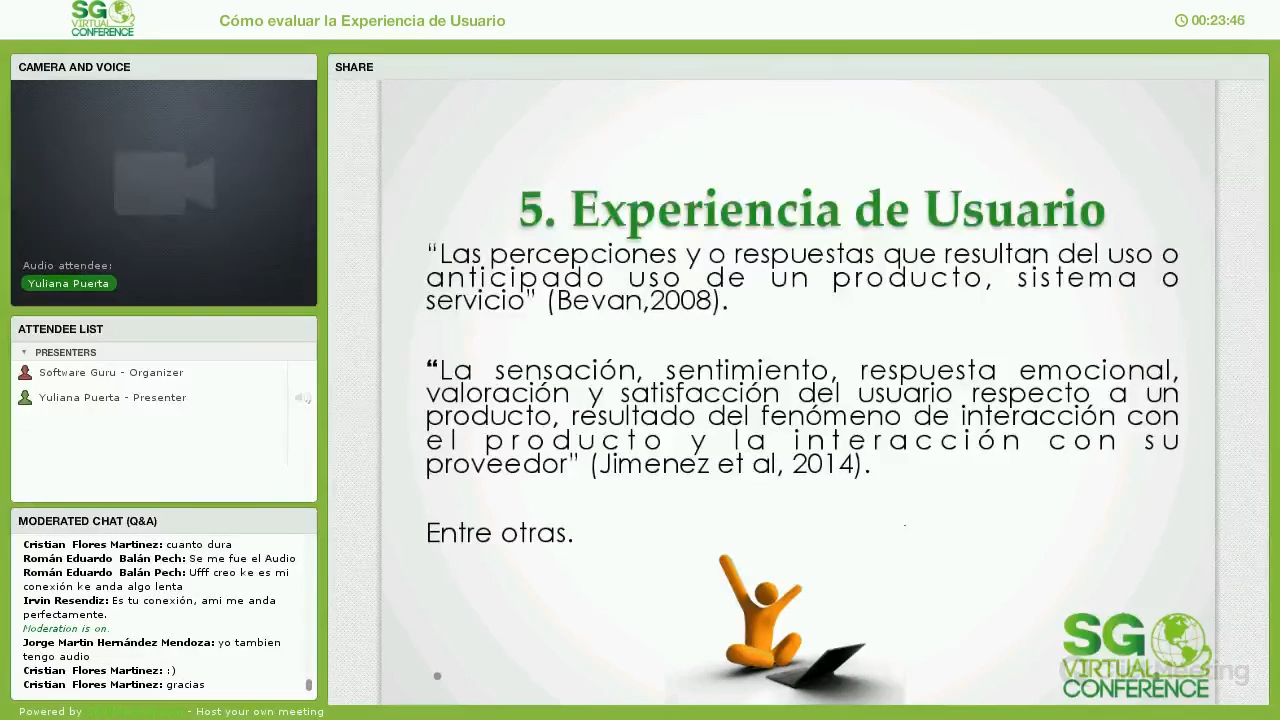 SG
VIRTUAL
CONFERENCE
Cómo evaluar la Experiencia de Usuario
00:23:46
CAMERA AND VOICE
Audio attendee:
Yuliana Puerta
ATTENDEE LIST
PRESENTERS
Software Guru - Organizer
Yuliana Puerta - Presenter
MODERATED CHAT (Q&A)
Cristian Flores Martinez: cuanto dura
Román Eduardo Balán Pech: Se me fue el Audio
Román Eduardo Balán Pech: Ufff creo ke es mi
conexión ke anda algo lenta
Irvin Resendiz: Es tu conexión, ami me anda
perfectamente.
Moderation is on.
Jorge Martin Hernández Mendoza: yo tambien
tengo audio
Cristian Flores Martinez: :)
Cristian Flores Martinez: gracias
Powered by
- Host your own meeting
SHARE
5. Experiencia de Usuario
“Las percepciones y o respuestas que resultan del uso o
anticipado uso de un producto, sistema o
servicio” (Bevan,2008).
“La sensación, sentimiento, respuesta emocional,
valoración y satisfacción del usuario respecto a un
producto, resultado del fenómeno de interacción con
el producto y la interacción con su
proveedor” (Jimenez et al, 2014).
Entre otras.
SG
VIRTUAL
CONFERENCE